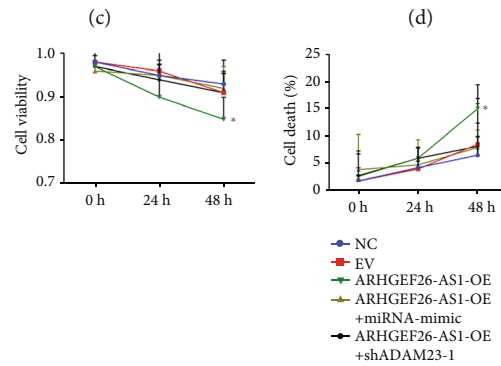 (c)
Cell viability
1.0
0.9
0.8
0.7
0 h 24 h 48 h
*
(d)
Cell death (%)
25
20
15
10
5
0
0 h 24 h 48 h
*
NC
EV
ARHGEF26-AS1-OE
ARHGEF26-AS1-OE
+miRNA-mimic
ARHGEF26-AS1-OE
+shADAM23-1